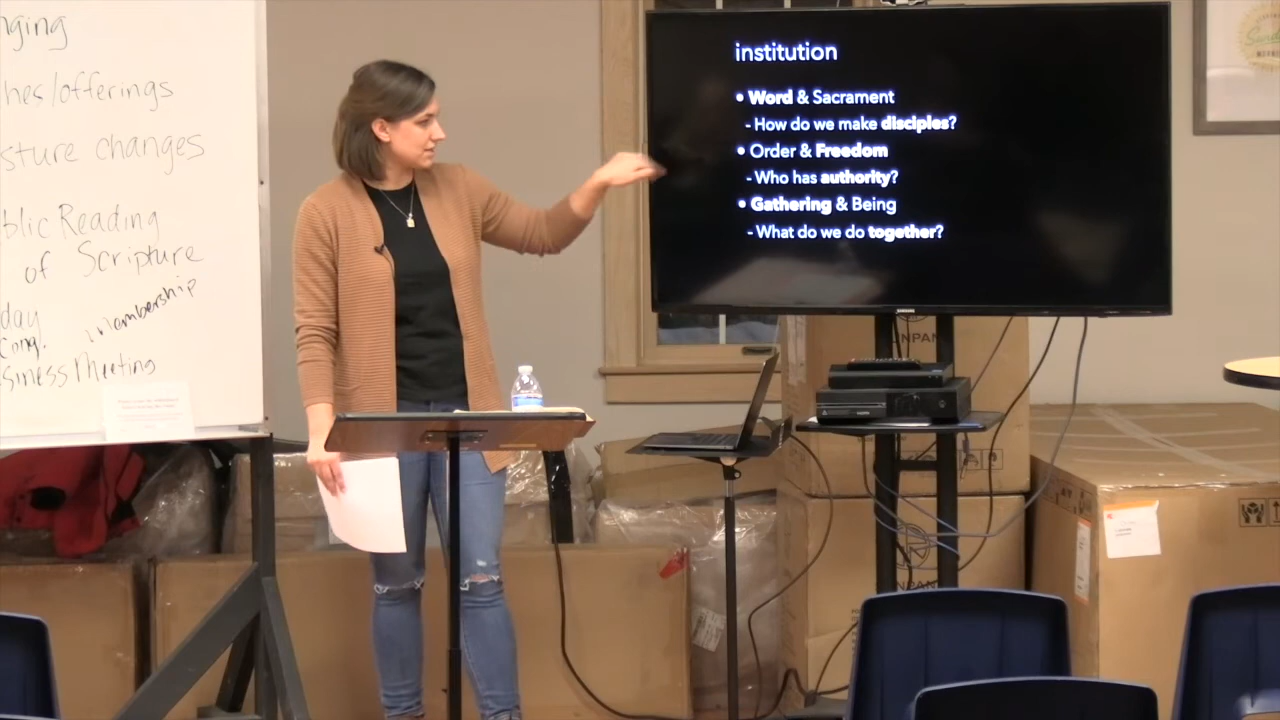 nging
hes/offerings
sture changes
blic Reading
of Scripture
day
Cong.
membership
siness Meeting
institution
• Word & Sacrament
- How do we make disciples?
• Order & Freedom
- Who has authority?
• Gathering & Being
- What do we do together?
SAMSUNG
UNPAN